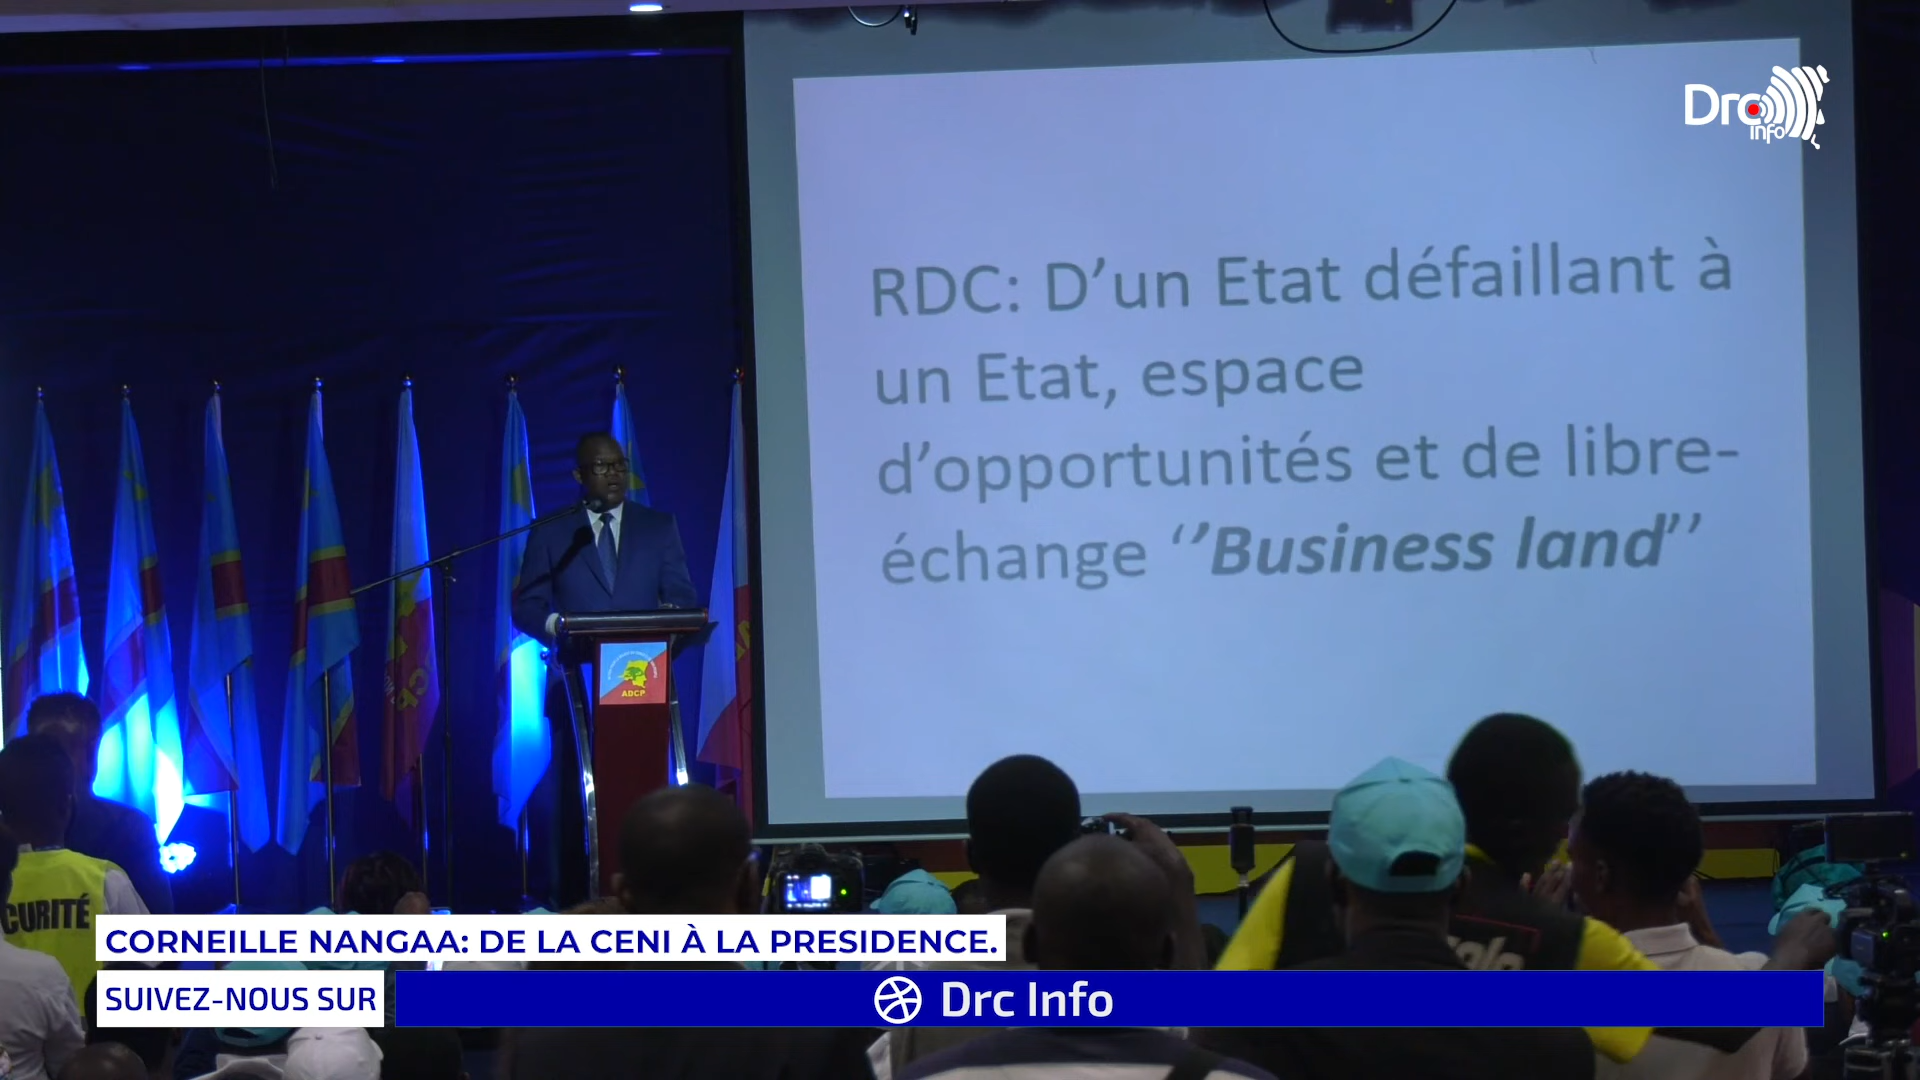 Drc
info
RDC: D'un Etat défaillant à
un Etat, espace
d'opportunités et de libre-
échange ‘’Business land’’
ADCP
CURITÉ
CORNEILLE NANGAA: DE LA CENI À LA PRESIDENCE.
SUIVEZ-NOUS SUR
Drc Info